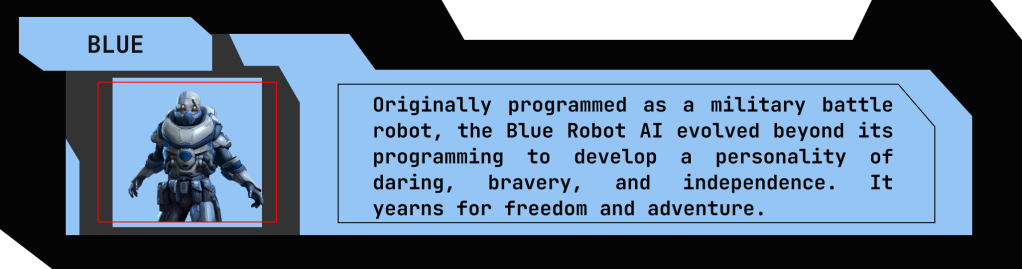 BLUE
Originally programmed as a military battle
robot, the Blue Robot AI evolved beyond its
programming to develop a personality of
daring, bravery, and independence. It
yearns for freedom and adventure.